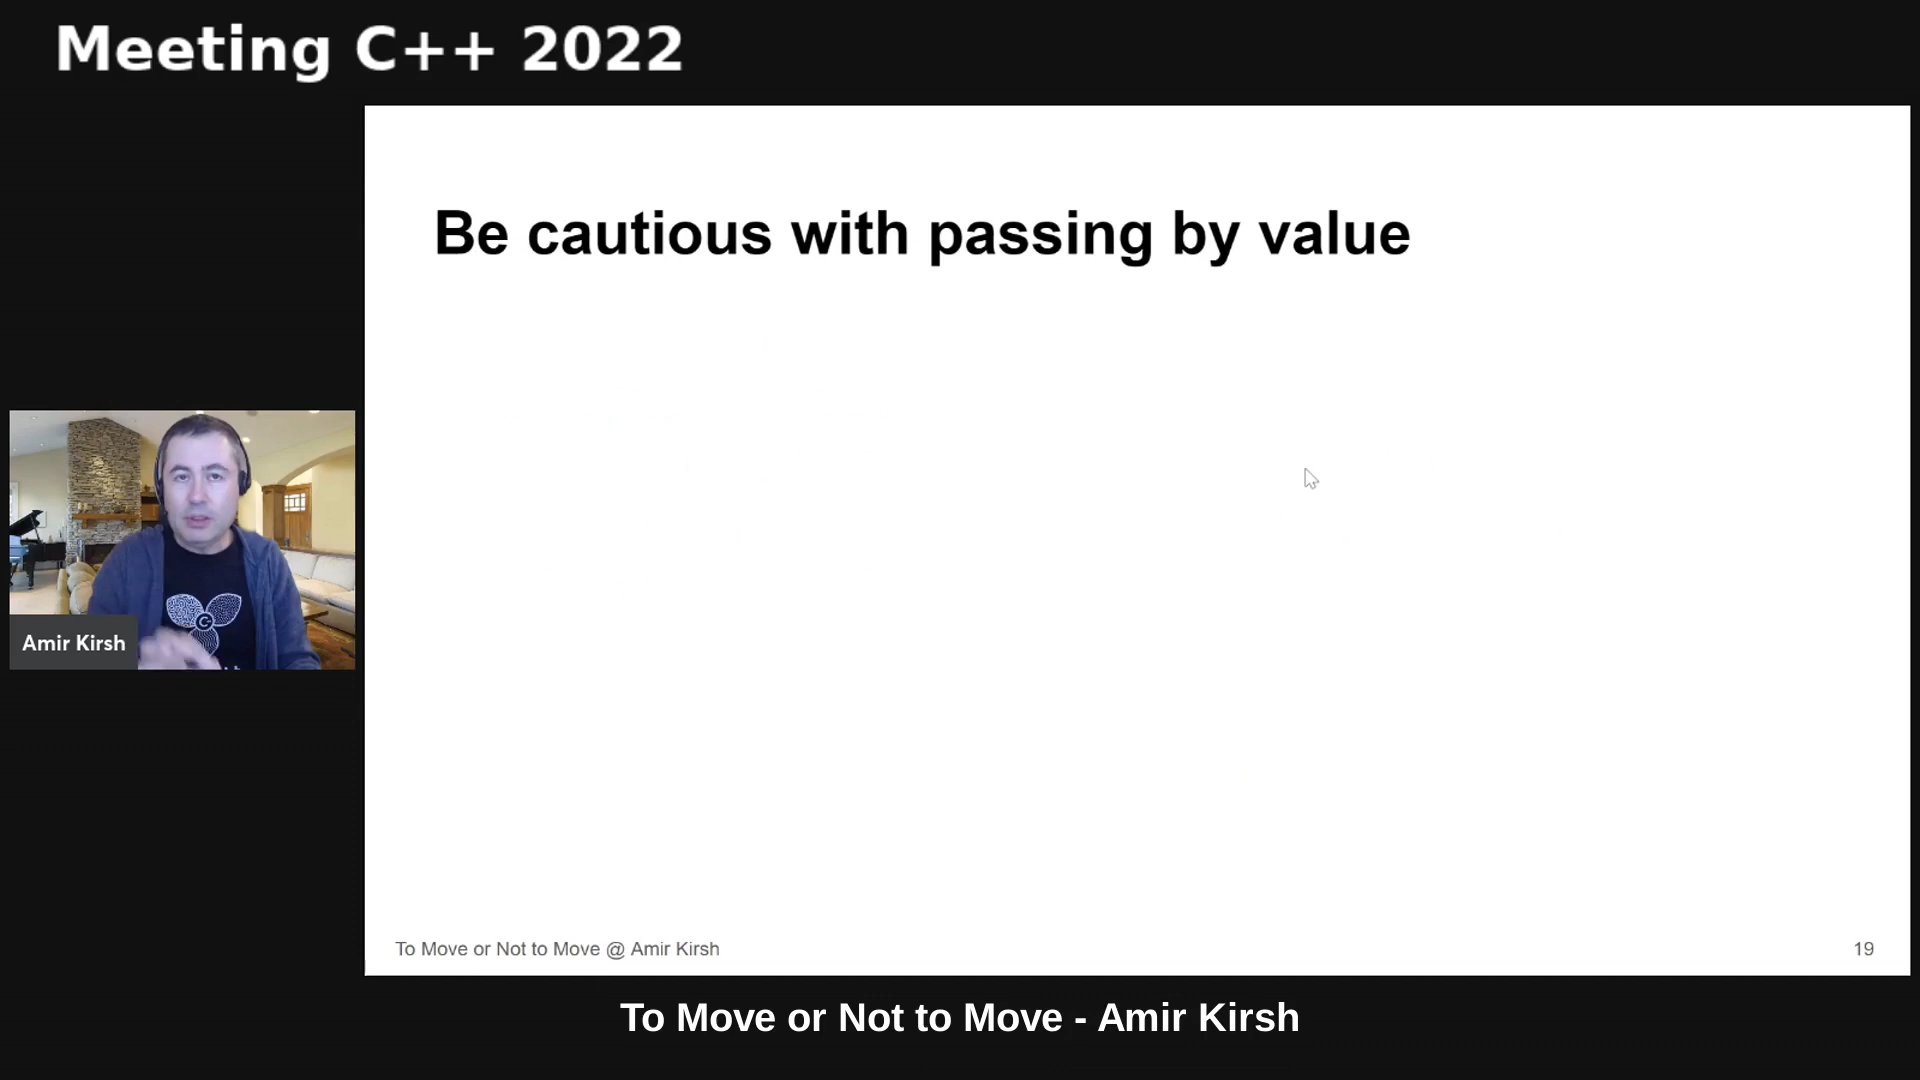 Meeting C++ 2022
Be cautious with passing by value
Amir Kirsh
To Move or Not to Move @ Amir Kirsh
19
To Move or Not to Move - Amir Kirsh